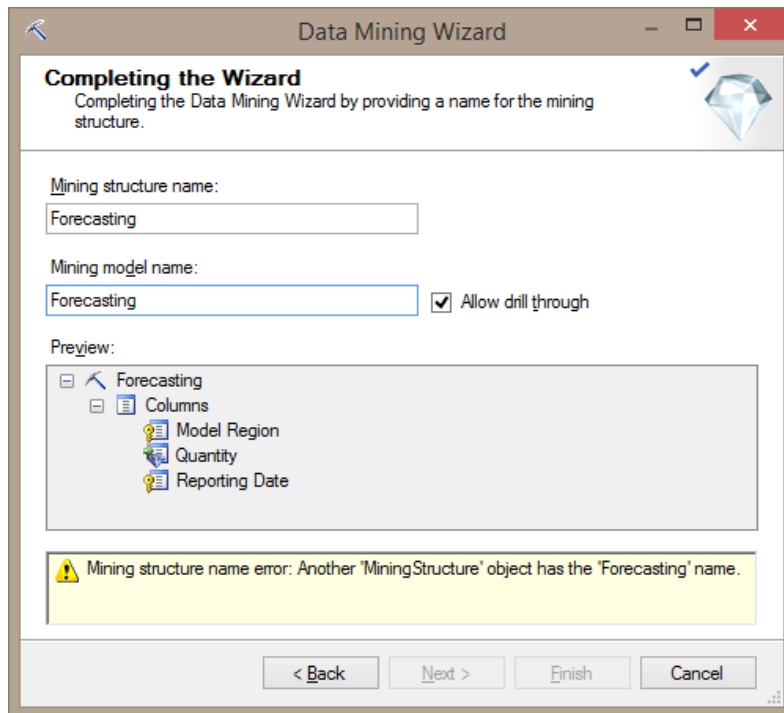 Data Mining Wizard
Completing the Wizard
Completing the Data Mining Wizard by providing a name for the mining
structure.
Mining structure name:
Forecasting
Mining model name:
Forecasting
Allow drill through
Preview:
Forecasting
Columns
Model Region
Quantity
Reporting Date
Mining structure name error: Another 'MiningStructure' object has the 'Forecasting' name.
< Back
Next >
Finish
Cancel